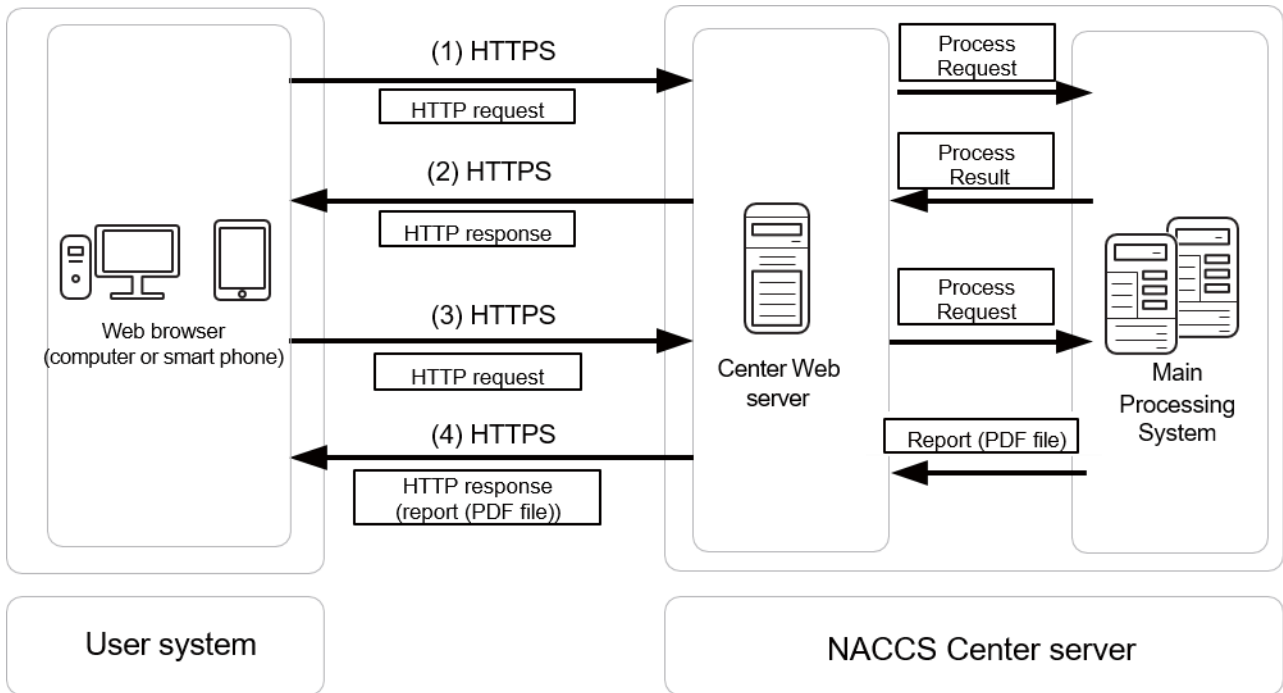 (1) HTTPS
HTTP request
Process
Request
(2) HTTPS
HTTP response
Process
Result
Web browser
(computer or smart phone)
(3) HTTPS
HTTP request
Center Web
server
Process
Request
Main
Processing
System
(4) HTTPS
HTTP response
(report (PDF file))
Report (PDF file)
User system
NACCS Center server